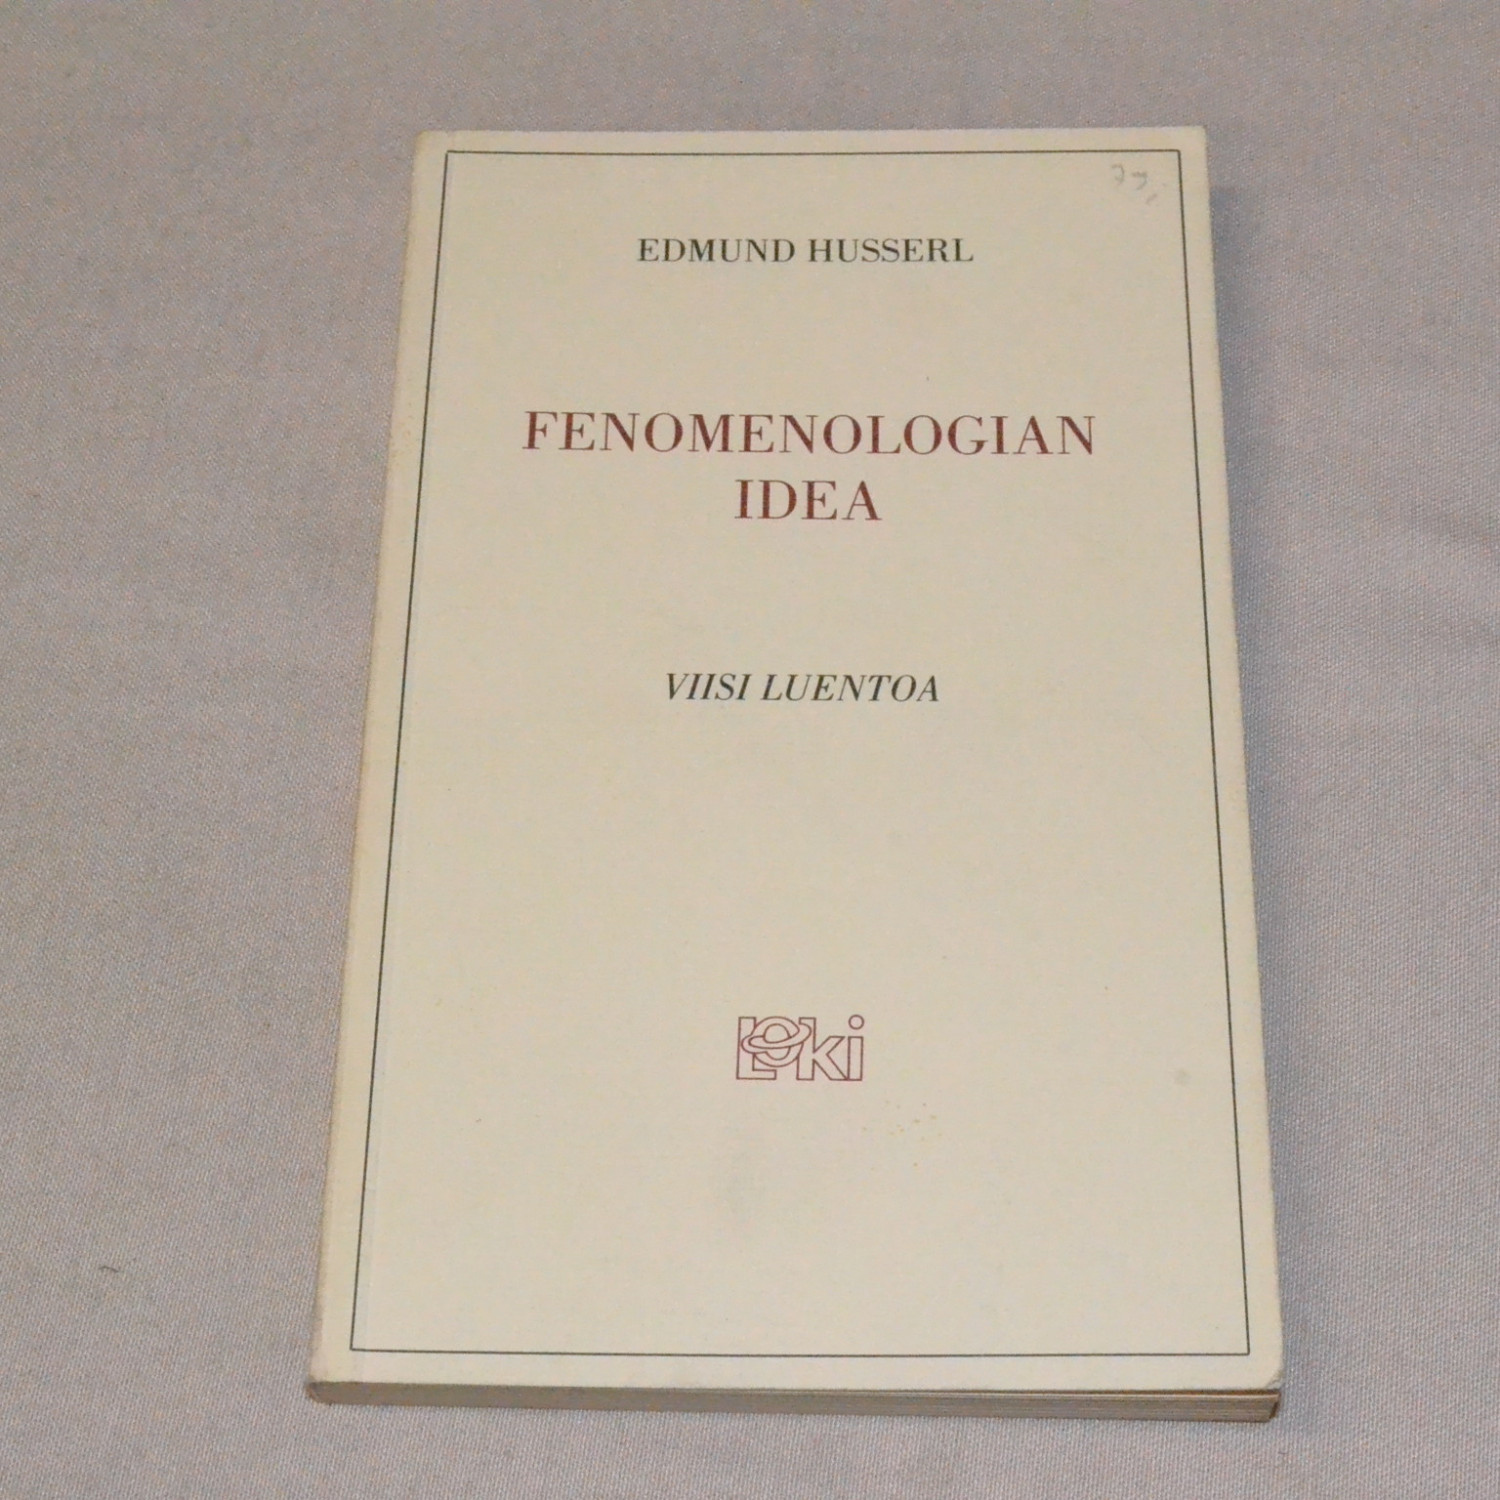 EDMUND HUSSERL
FENOMENOLOGIAN
IDEA
VIISI LUENTOA
Loki